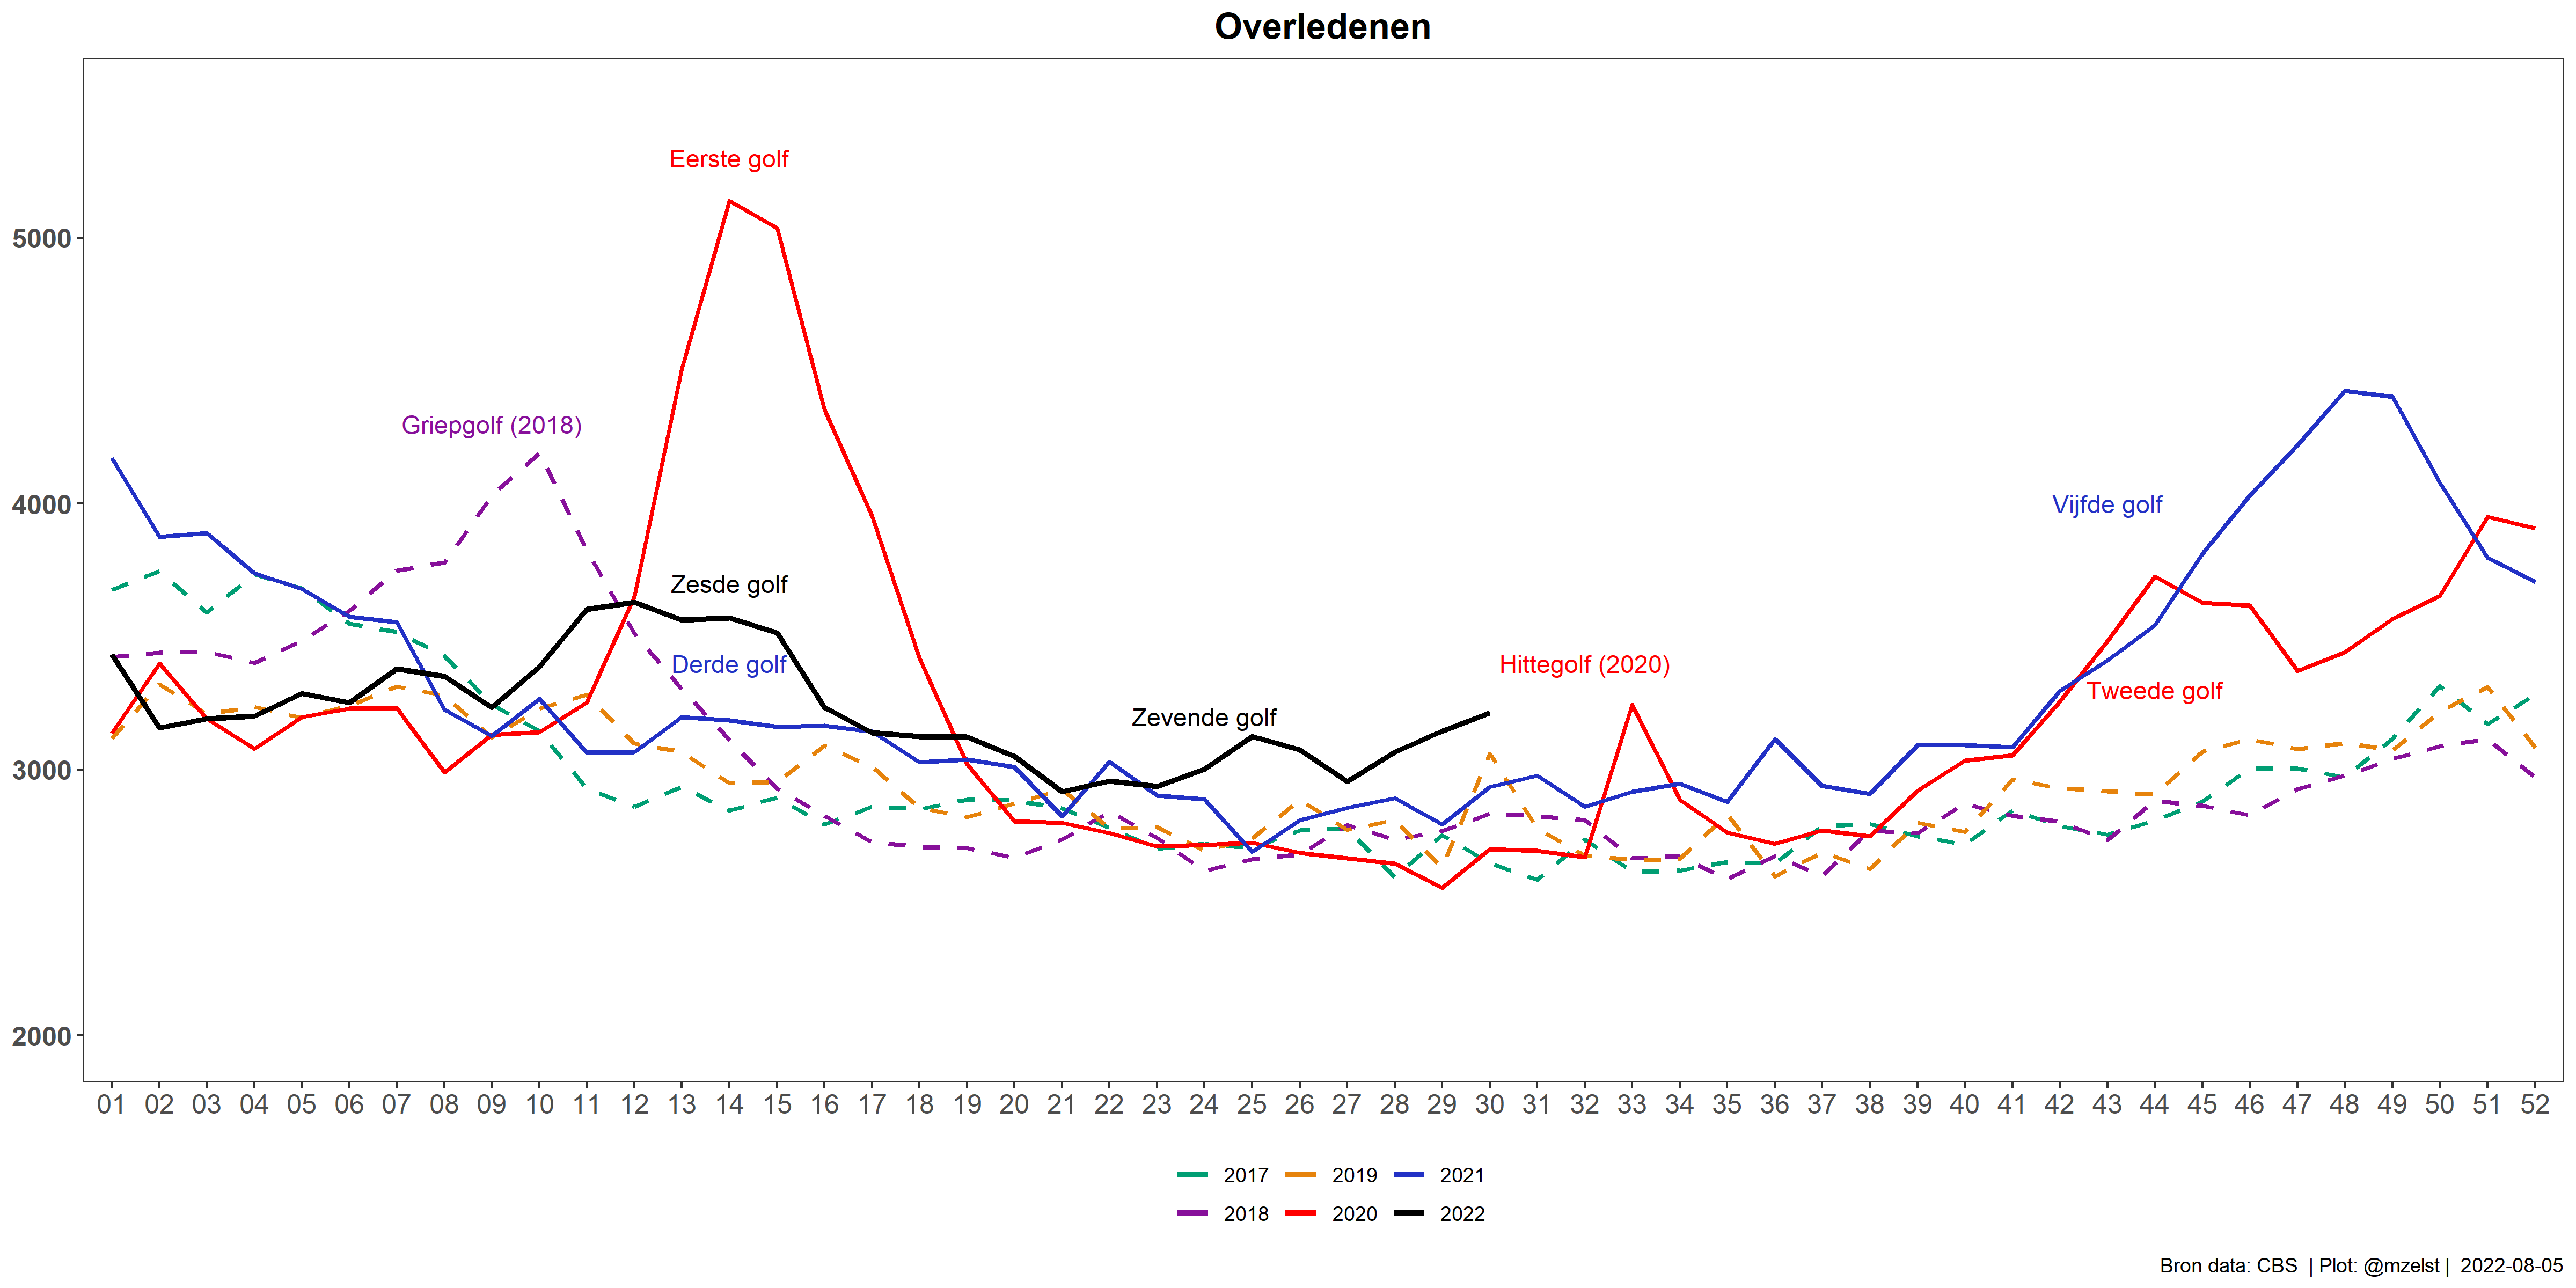 Overledenen
Eerste golf
5000
Griepgolf (2018)
4000
Vijfde golf
Zesde golf
Derde golf
Hittegolf (2020)
Tweede golf
Zevende golf
3000
2000
01 02 03 04 05 06 07 08 09 10 11 12 13 14 15 16 17 18 19 20 21 22 23 24 25 26 27 28 29 30 31 32 33 34 35 36 37 38 39 40 41 42 43 44 45 46 47 48 49 50 51 52
2017 2019 2021
2018 2020 2022
Bron data: CBS | Plot: @mzelst | 2022-08-05